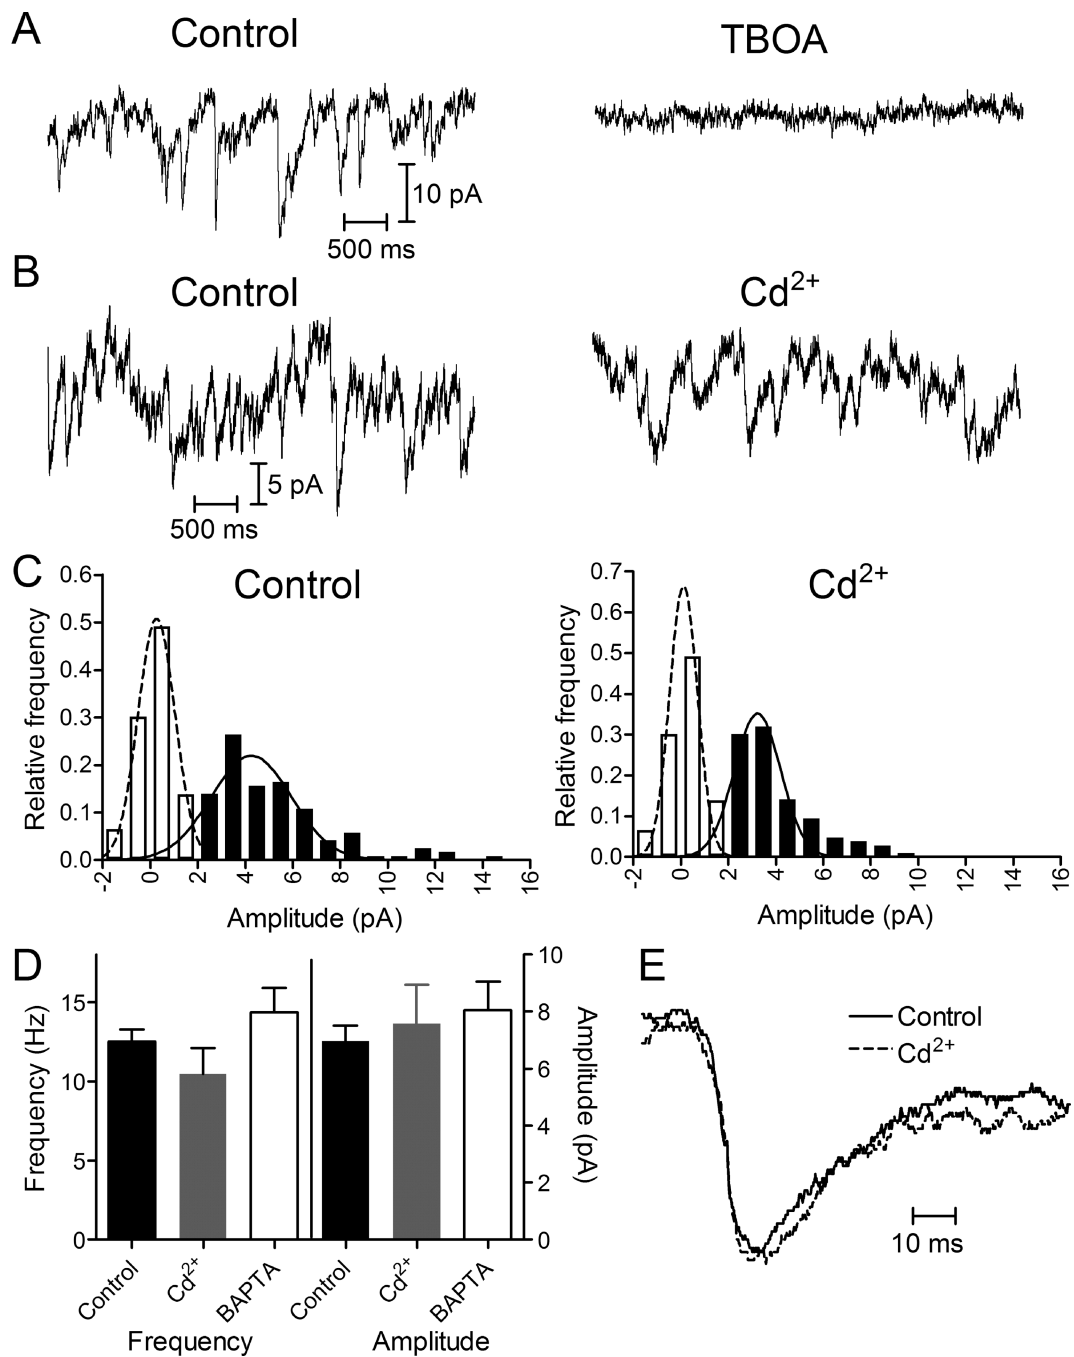 A
Control
TBOA
10 pA
500 ms
B
Control
Cd2+
5 pA
500 ms
C
Control
Cd2+
Relative frequency
0.6
0.5
0.4
0.3
0.2
0.1
0.0
-2 0 2 4 6 8 10 12 14 16
Amplitude (pA)
Relative frequency
0.7
0.6
0.5
0.4
0.3
0.2
0.1
0.0
-2 0 2 4 6 8 10 12 14 16
Amplitude (pA)
D
Frequency (Hz)
15
10
5
0
10
8
6
4
2
0
Amplitude (pA)
Control Cd2+ BAPTA Control Cd2+ BAPTA
Frequency Amplitude
E
Control
Cd2+
10 ms